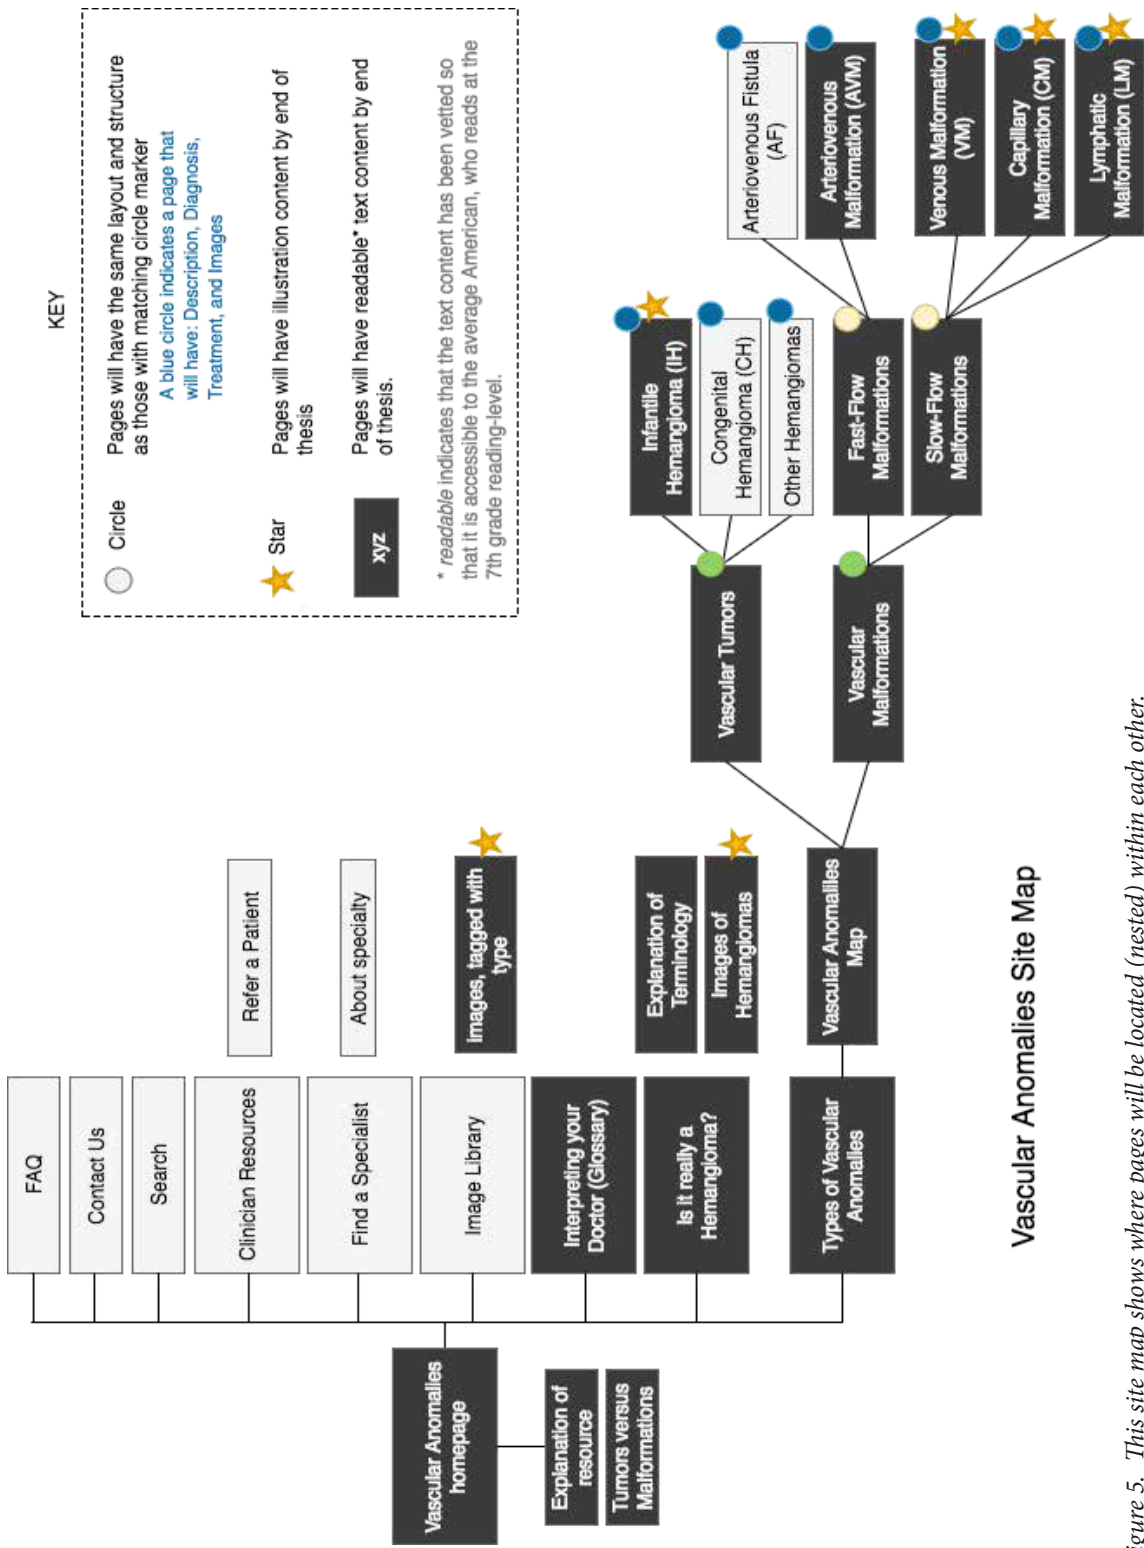 KEY
Circle
Pages will have the same layout and structure
as those with matching circle marker
A blue circle indicates a page that
will have: Description, Diagnosis,
Treatment, and Images
Star
Pages will have illustration content by end of
thesis
xyz
Pages will have readable* text content by end
of thesis.
* readable indicates that the text content has been vetted so
that it is accessible to the average American, who reads at the
7th grade reading-level.
Vascular Anomalies
homepage
Explanation of
resource
Tumors versus
Malformations
FAQ
Contact Us
Search
Clinician Resources
Refer a Patient
Find a Specialist
About specialty
Image Library
images, tagged with
type
Interpreting your
Doctor (Glossary)
Is it really a
Hemangioma?
Explanation of
Terminology
Images of
Hemangiomas
Types of Vascular
Anomalies
Vascular Anomaliles
Map
Vascular Tumors
Infantile
Hemangioma (IH)
Congenital
Hemangioma (CH)
Other Hemangiomas
Vascular
Malformations
Fast-Flow
Malformations
Arteriovenous Fistula
(AF)
Arteriovenous
Malformation (AVM)
Slow-Flow
Malformations
Venous Malformation
(VM)
Capillary
Malformation (CM)
Lymphatic
Malformation (LM)
Vascular Anomalies Site Map
igure 5. This site map shows where pages will be located (nested) within each other.